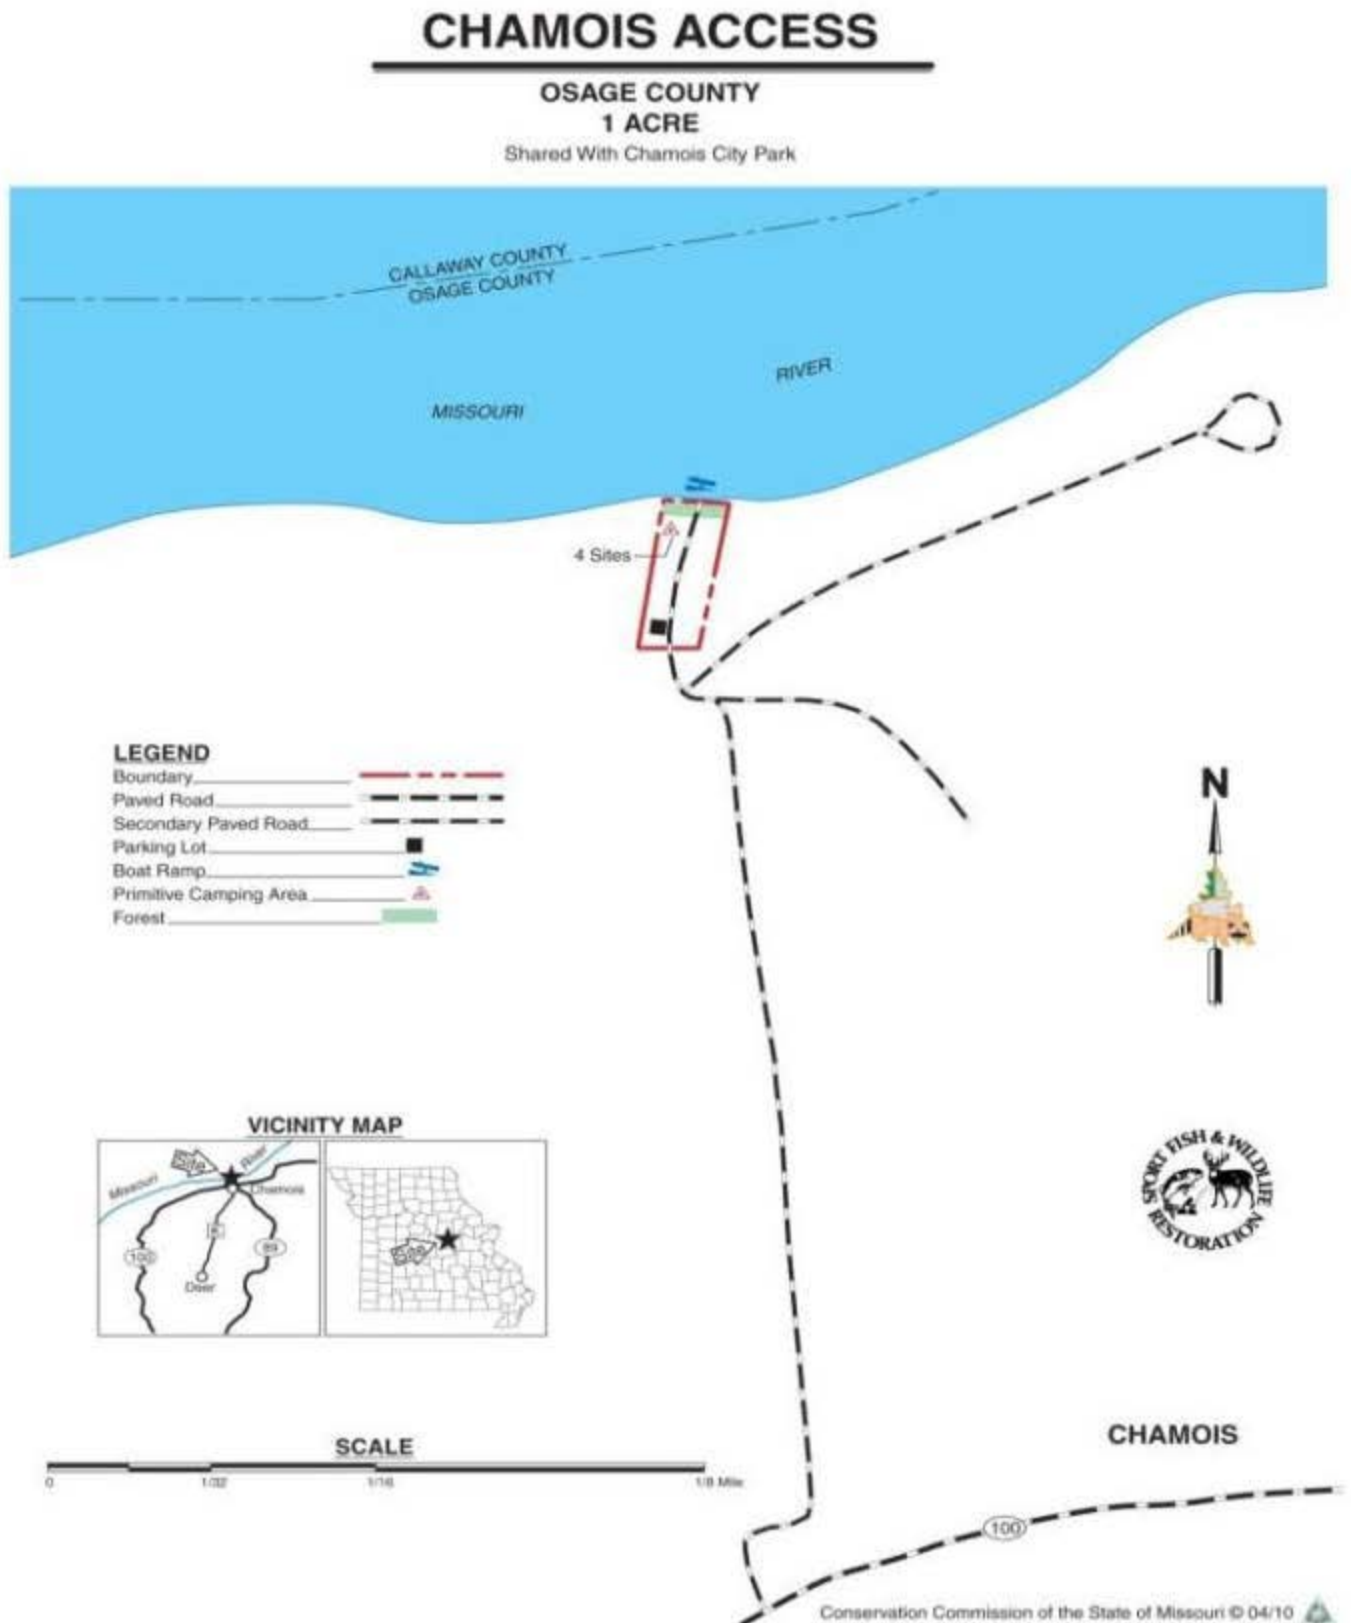 CHAMOIS ACCESS
OSAGE COUNTY
1 ACRE
Shared With Chamois City Park
CALLAWAY COUNTY
OSAGE COUNTY
RIVER
MISSOURI
4 Sites
LEGEND
Boundary
Paved Road
Secondary Paved Road
Parking Lot
Boat Ramp
Primitive Camping Area
Forest
N
VICINITY MAP
Site
River
Missouri
Chamois
K
100
89
Deer
Site
SPORT FISH & WILDLIFE
RESTORATION
CHAMOIS
SCALE
0 1/32 1/16 1/8 Mile
100
Conservation Commission of the State of Missouri © 04/10